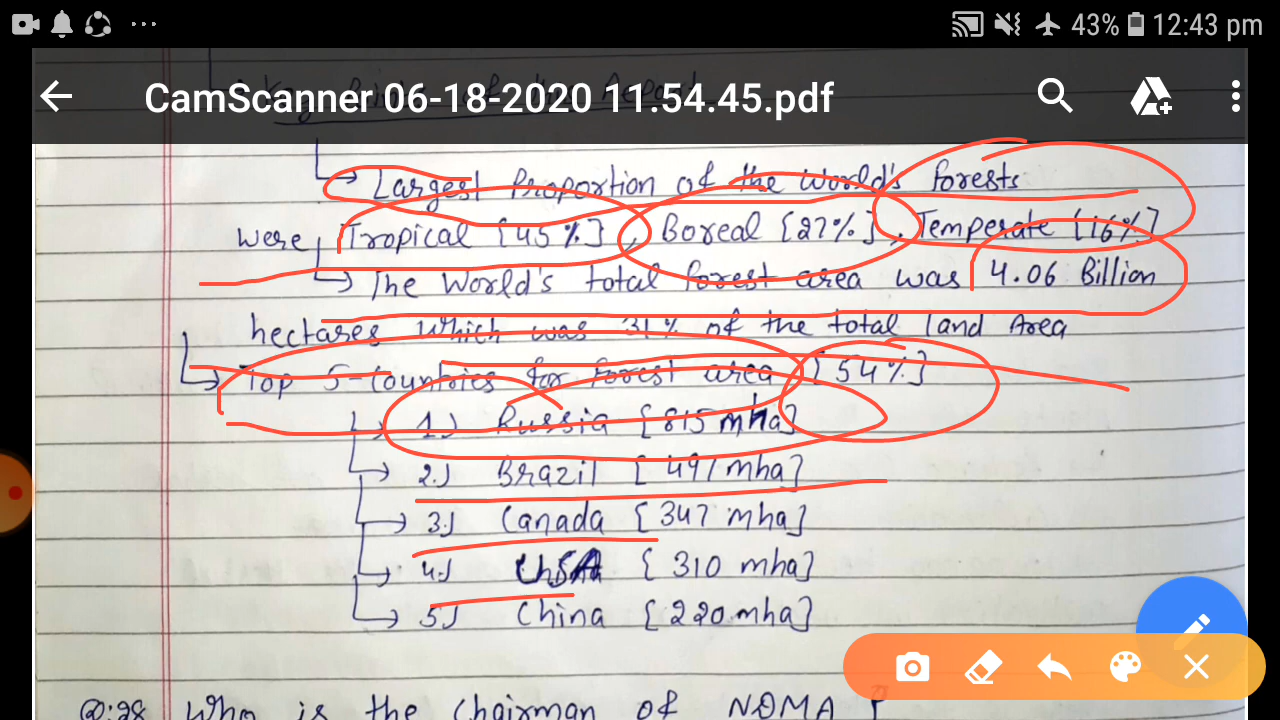 43% 12:43 pm
CamScanner 06-18-2020 11.54.45.pdf
Largest Proportion of the World's forests
were Tropical [45%], Boreal [27%], Temperate [16%]
The World's total forest area was 4.06 Billion
hectares which was 31% of the total land Area
Top 5-Countries for forest area [54%]
1.) Russia [815 mha]
2.) Brazil [497 mha]
3.) Canada [347 mha]
4.) USA [310 mha]
5.) China [220 mha]
Q:28 Who is the Chairman of NDMA ?